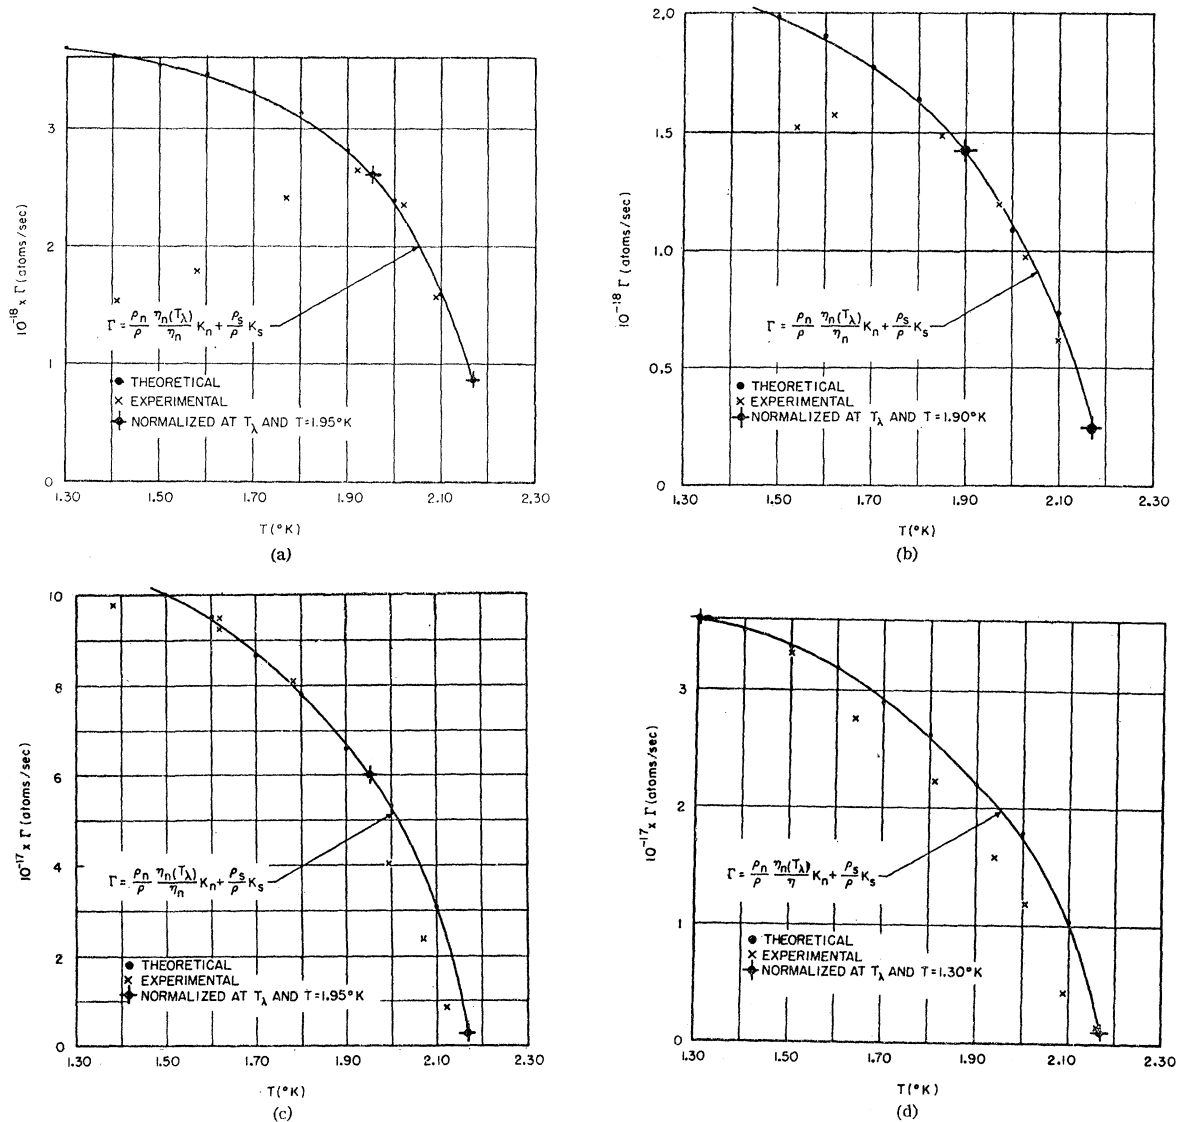 3
2
1
0
10⁻¹⁸ x Γ (atoms/sec)
Γ = ρn/ρ ηn(Tλ)/ηn Kn + ρs/ρ Ks
● THEORETICAL
× EXPERIMENTAL
NORMALIZED AT Tλ AND T=1.95°K
1.30 1.50 1.70 1.90 2.10 2.30
T(°K)
(a)
2.0
1.5
1.0
0.5
0
10⁻¹⁸ Γ (atoms/sec)
Γ = ρn/ρ ηn(Tλ)/ηn Kn + ρs/ρ Ks
● THEORETICAL
× EXPERIMENTAL
NORMALIZED AT Tλ AND T=1.90°K
1.30 1.50 1.70 1.90 2.10 2.30
T(°K)
(b)
10
8
6
4
2
0
10⁻¹⁷ x Γ (atoms/sec)
Γ = ρn/ρ ηn(Tλ)/ηn Kn + ρs/ρ Ks
● THEORETICAL
× EXPERIMENTAL
NORMALIZED AT Tλ AND T=1.95°K
1.30 1.50 1.70 1.90 2.10 2.30
T(°K)
(c)
3
2
1
0
10⁻¹⁷ x Γ (atoms/sec)
Γ = ρn/ρ ηn(Tλ)/η Kn + ρs/ρ Ks
● THEORETICAL
× EXPERIMENTAL
NORMALIZED AT Tλ AND T=1.30°K
1.30 1.50 1.70 1.90 2.10 2.30
T(°K)
(d)